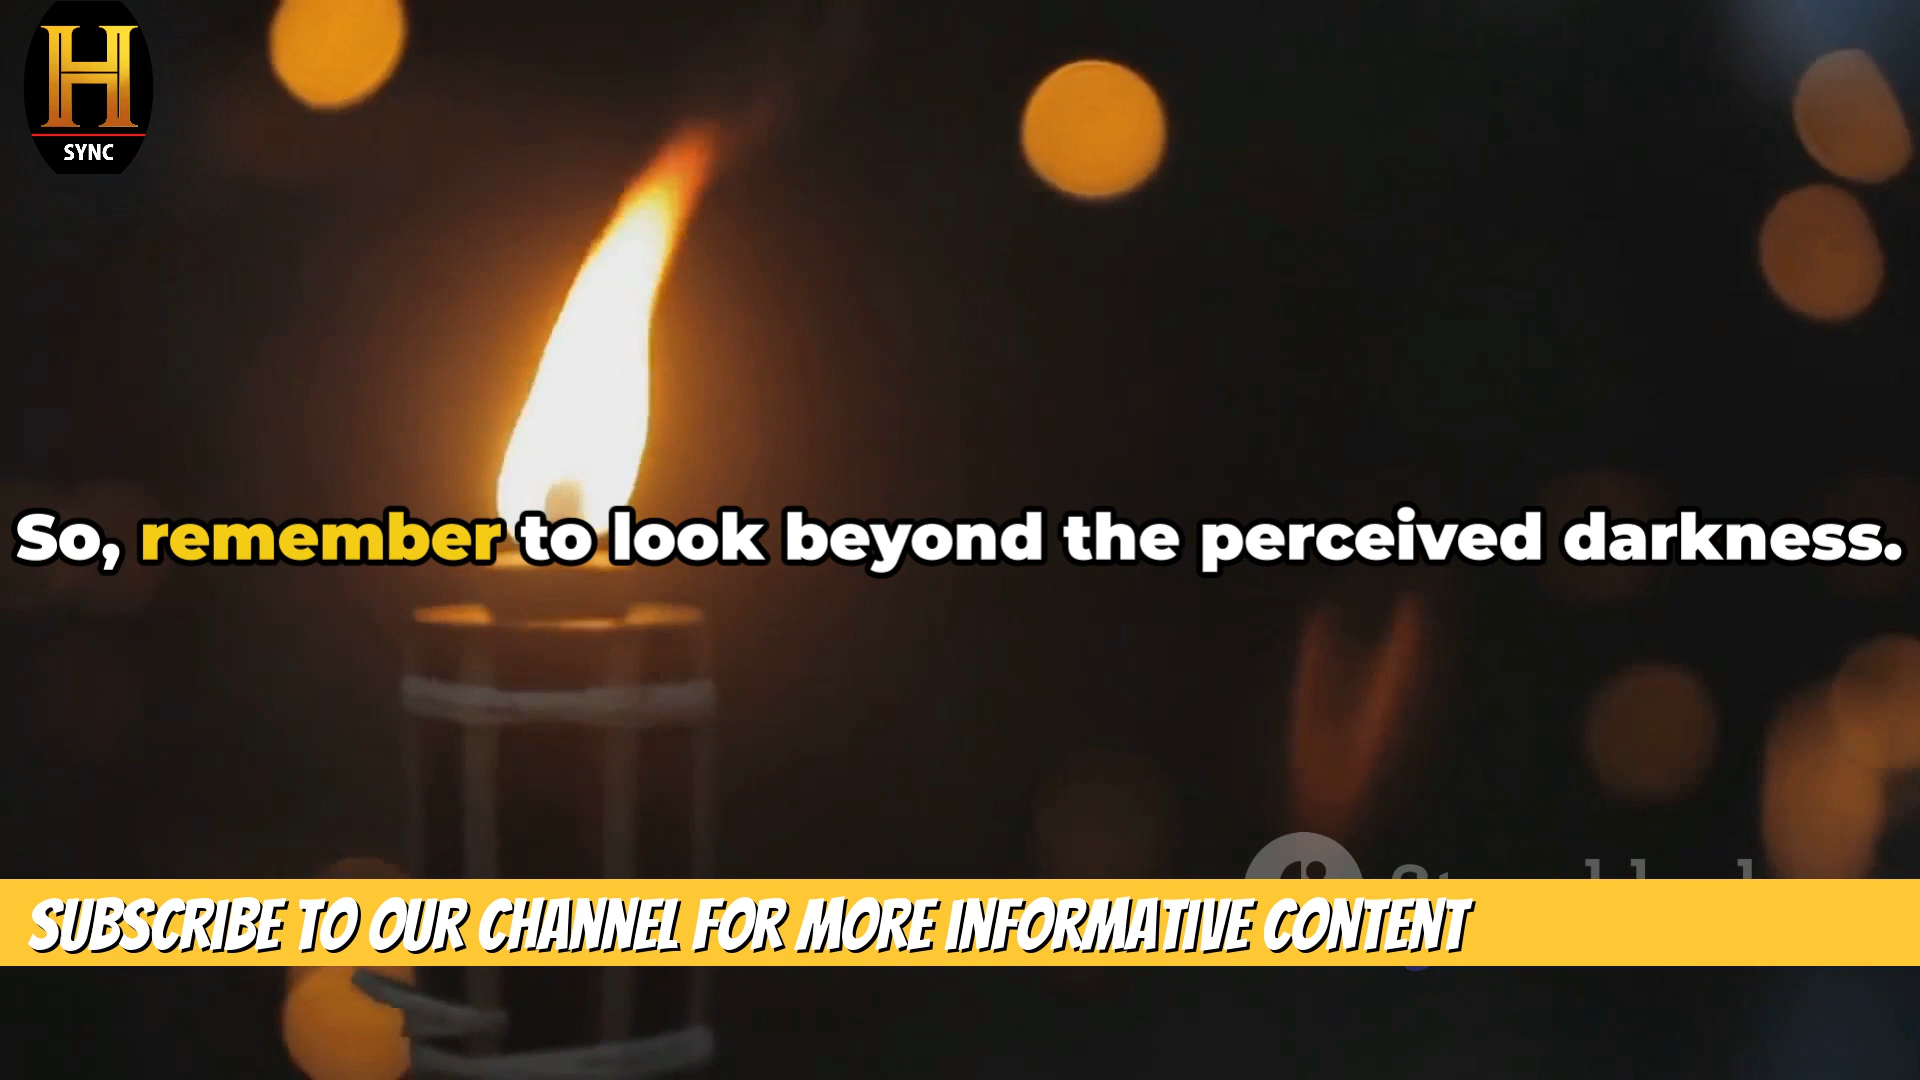 H
SYNC
So, remember to look beyond the perceived darkness.
SUBSCRIBE TO OUR CHANNEL FOR MORE INFORMATIVE CONTENT